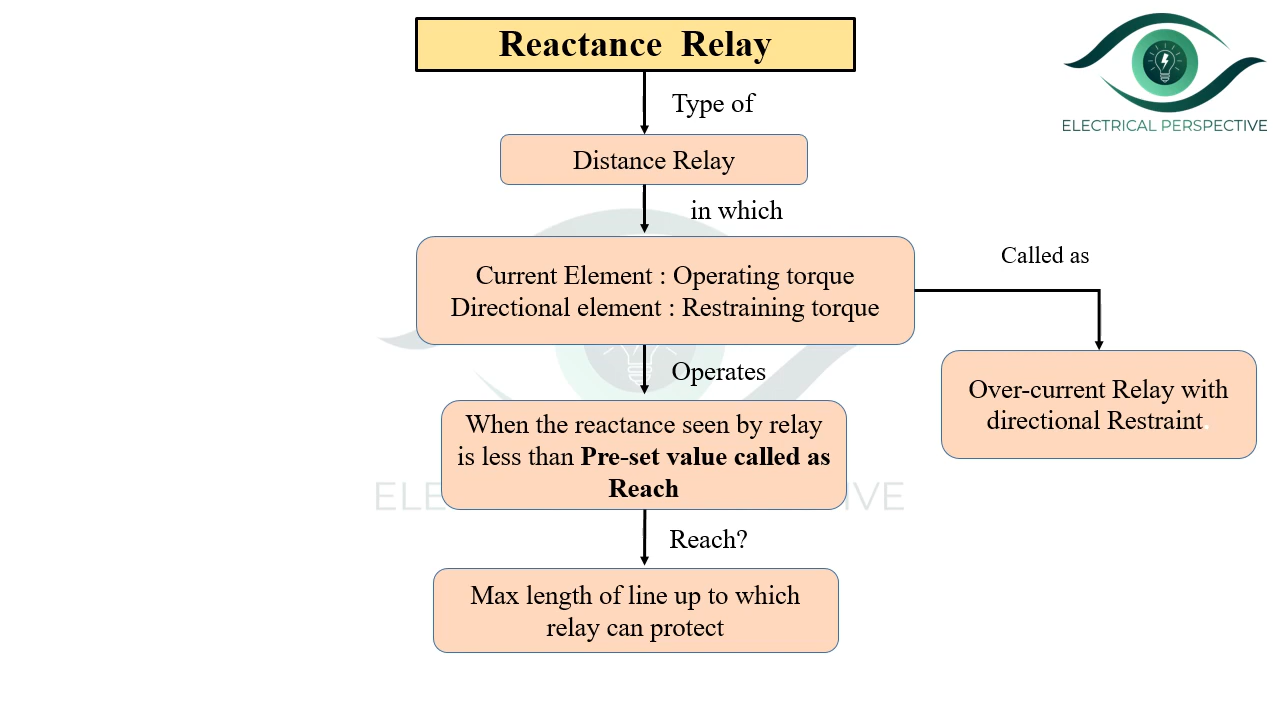 Reactance Relay
ELECTRICAL PERSPECTIVE
Type of
Distance Relay
in which
Current Element : Operating torque
Directional element : Restraining torque
Called as
Operates
Over-current Relay with
directional Restraint.
When the reactance seen by relay
is less than Pre-set value called as
Reach
Reach?
Max length of line up to which
relay can protect